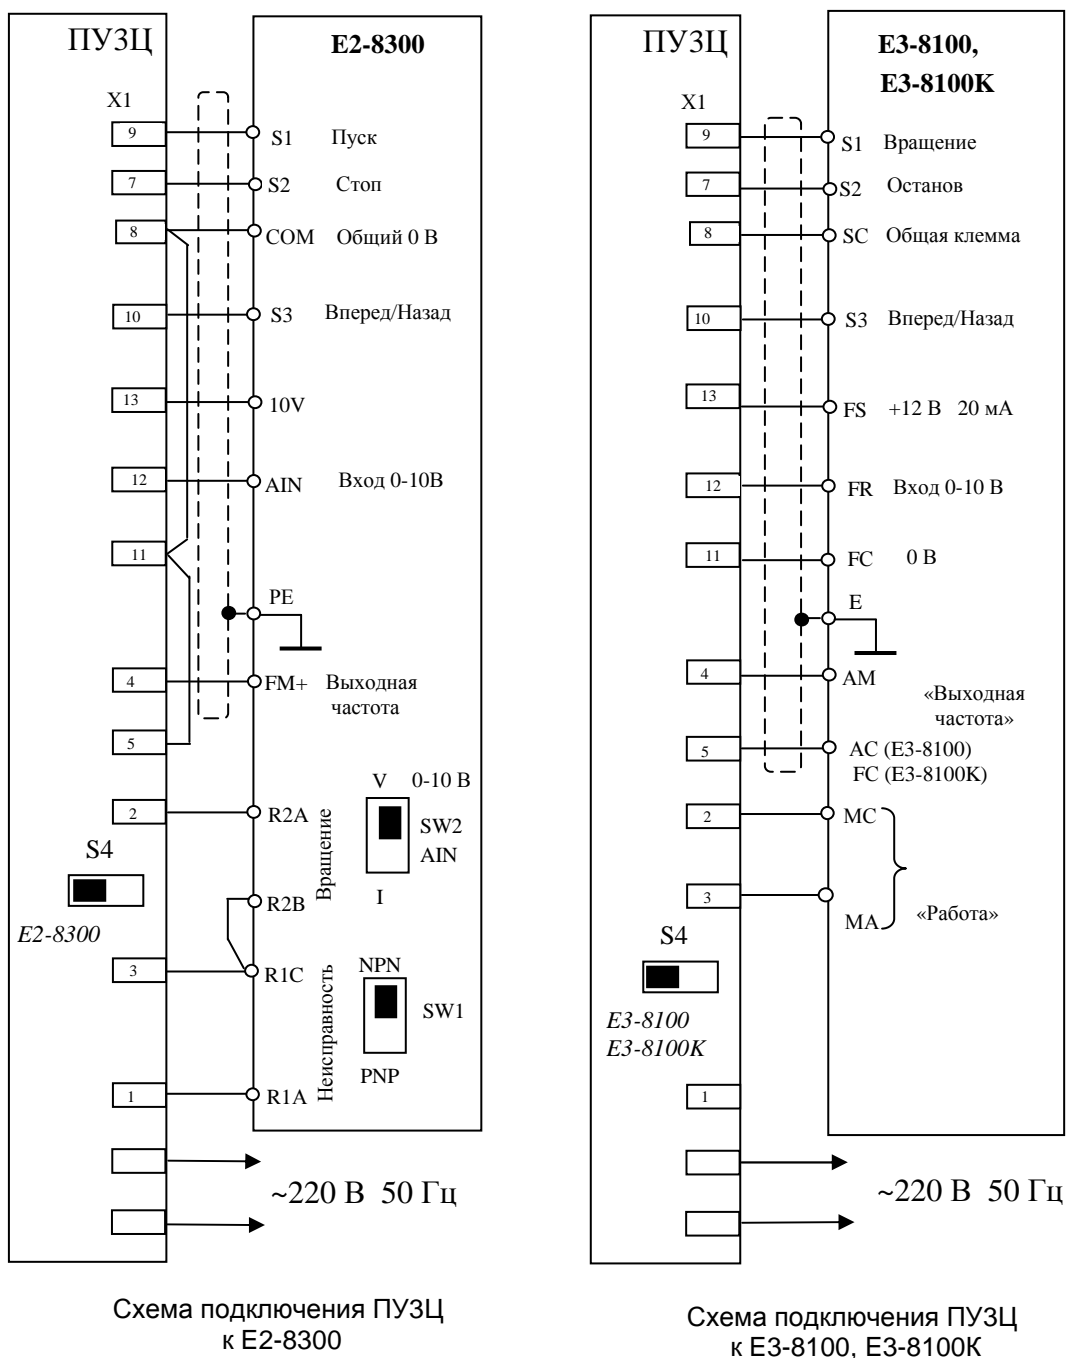 ПУЗЦ
E2-8300
X1
9
S1 Пуск
7
S2 Стоп
8
COM Общий 0 В
10
S3 Вперед/Назад
13
10V
12
AIN Вход 0-10В
11
PE
4
FM+ Выходная
частота
5
V 0-10 В
2
R2A
Вращение
SW2
AIN
S4
R2B
I
E2-8300
3
R1C
Неисправность
NPN
SW1
PNP
1
R1A
~220 В 50 Гц
Схема подключения ПУЗЦ
к E2-8300
ПУЗЦ
E3-8100,
E3-8100K
X1
9
S1 Вращение
7
S2 Останов
8
SC Общая клемма
10
S3 Вперед/Назад
13
FS +12 В 20 мА
12
FR Вход 0-10 В
11
FC 0 В
E
4
AM
«Выходная
частота»
5
AC (E3-8100)
FC (E3-8100K)
2
MC
3
MA
«Работа»
S4
E3-8100
E3-8100K
1
~220 В 50 Гц
Схема подключения ПУЗЦ
к E3-8100, E3-8100К